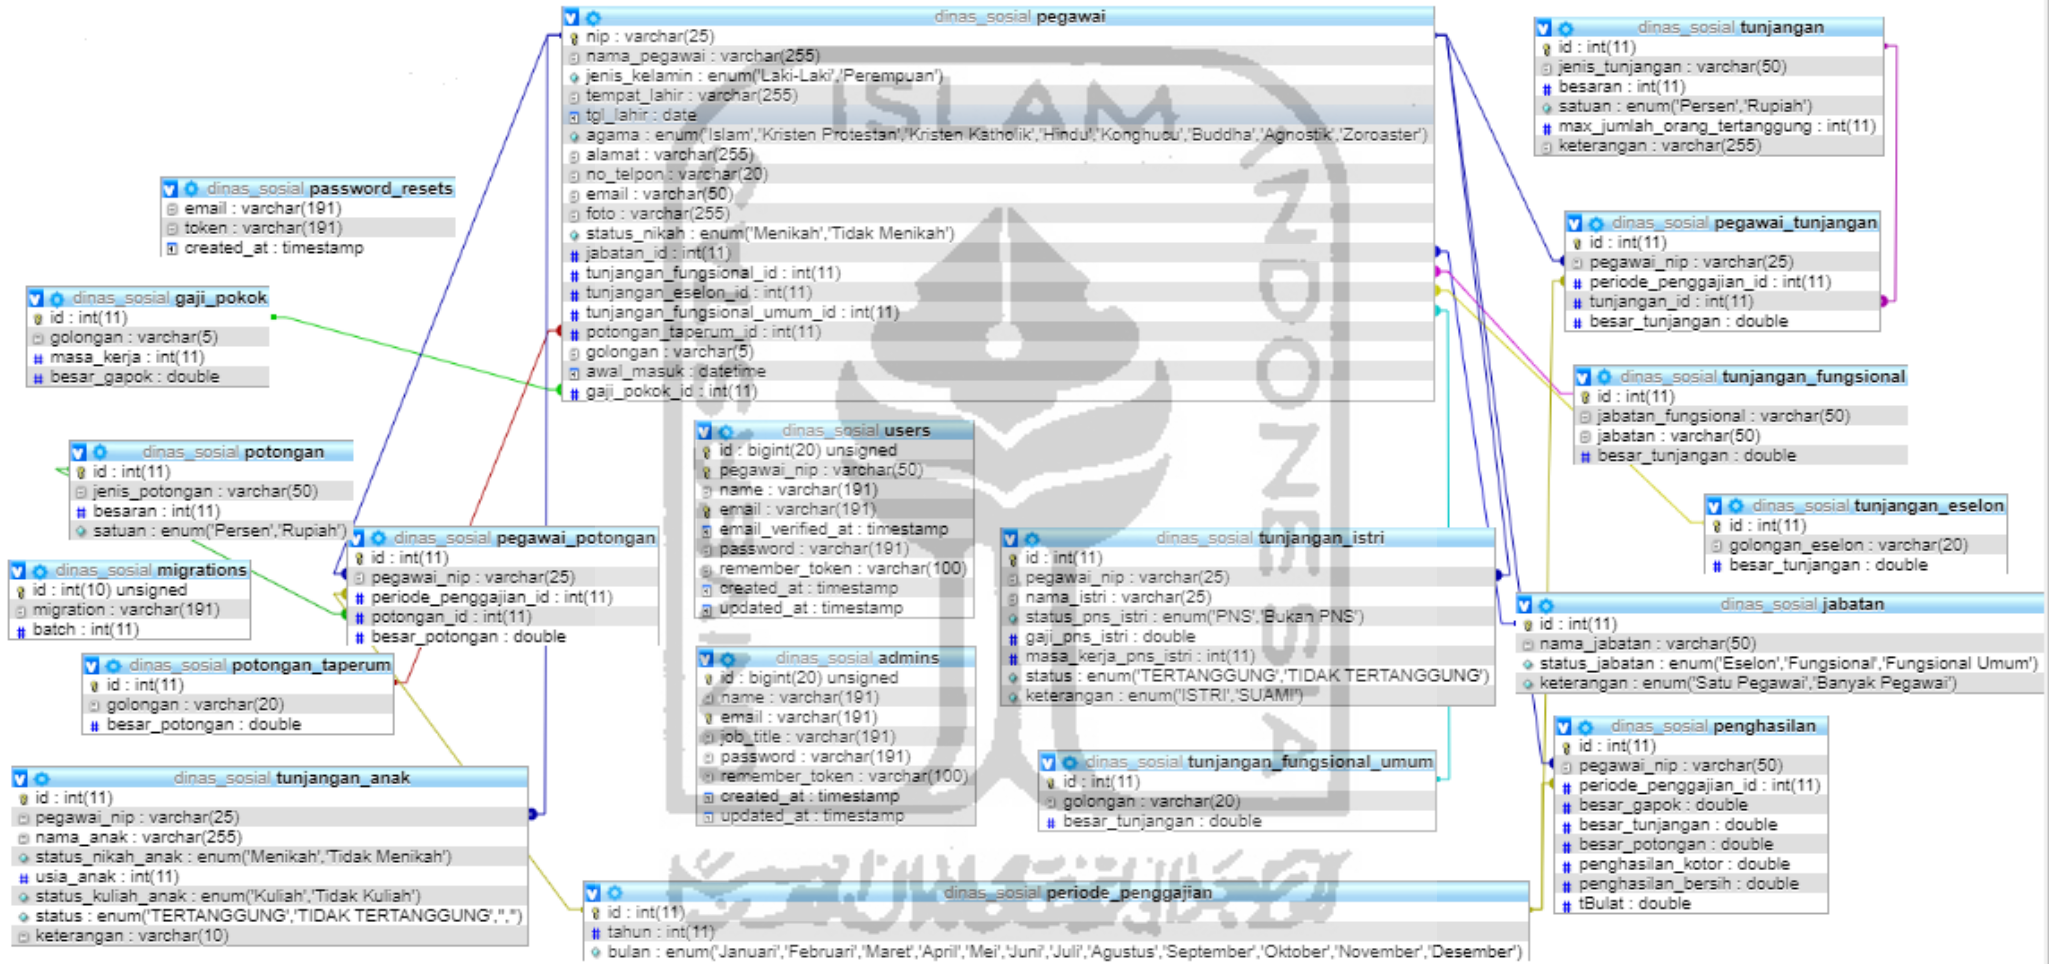 dinas_sosial pegawai
nip : varchar(25)
nama_pegawai : varchar(255)
jenis_kelamin : enum('Laki-Laki','Perempuan')
tempat_lahir : varchar(255)
tgl_lahir : date
agama : enum('Islam','Kristen Protestan','Kristen Katholik','Hindu','Konghucu','Buddha','Agnostik','Zoroaster')
alamat : varchar(255)
no_telpon : varchar(20)
email : varchar(50)
foto : varchar(255)
status_nikah : enum('Menikah','Tidak Menikah')
jabatan_id : int(11)
tunjangan_fungsional_id : int(11)
tunjangan_eselon_id : int(11)
tunjangan_fungsional_umum_id : int(11)
potongan_taperum_id : int(11)
golongan : varchar(5)
awal_masuk : datetime
gaji_pokok_id : int(11)
dinas_sosial tunjangan
id : int(11)
jenis_tunjangan : varchar(50)
besaran : int(11)
satuan : enum('Persen','Rupiah')
max_jumlah_orang_tertanggung : int(11)
keterangan : varchar(255)
dinas_sosial password_resets
email : varchar(191)
token : varchar(191)
created_at : timestamp
dinas_sosial pegawai_tunjangan
id : int(11)
pegawai_nip : varchar(25)
periode_penggajian_id : int(11)
tunjangan_id : int(11)
besar_tunjangan : double
dinas_sosial gaji_pokok
id : int(11)
golongan : varchar(5)
masa_kerja : int(11)
besar_gapok : double
dinas_sosial tunjangan_fungsional
id : int(11)
jabatan_fungsional : varchar(50)
jabatan : varchar(50)
besar_tunjangan : double
dinas_sosial potongan
id : int(11)
jenis_potongan : varchar(50)
besaran : int(11)
satuan : enum('Persen','Rupiah')
dinas_sosial users
id : bigint(20) unsigned
pegawai_nip : varchar(50)
name : varchar(191)
email : varchar(191)
email_verified_at : timestamp
password : varchar(191)
remember_token : varchar(100)
created_at : timestamp
updated_at : timestamp
dinas_sosial tunjangan_eselon
id : int(11)
golongan_eselon : varchar(20)
besar_tunjangan : double
dinas_sosial pegawai_potongan
id : int(11)
pegawai_nip : varchar(25)
periode_penggajian_id : int(11)
potongan_id : int(11)
besar_potongan : double
dinas_sosial tunjangan_istri
id : int(11)
pegawai_nip : varchar(25)
nama_istri : varchar(25)
status_pns_istri : enum('PNS','Bukan PNS')
gaji_pns_istri : double
masa_kerja_pns_istri : int(11)
status : enum('TERTANGGUNG','TIDAK TERTANGGUNG')
keterangan : enum('ISTRI','SUAMI')
dinas_sosial migrations
id : int(10) unsigned
migration : varchar(191)
batch : int(11)
dinas_sosial jabatan
id : int(11)
nama_jabatan : varchar(50)
status_jabatan : enum('Eselon','Fungsional','Fungsional Umum')
keterangan : enum('Satu Pegawai','Banyak Pegawai')
dinas_sosial potongan_taperum
id : int(11)
golongan : varchar(20)
besar_potongan : double
dinas_sosial admins
id : bigint(20) unsigned
name : varchar(191)
email : varchar(191)
job_title : varchar(191)
password : varchar(191)
remember_token : varchar(100)
created_at : timestamp
updated_at : timestamp
dinas_sosial penghasilan
id : int(11)
pegawai_nip : varchar(50)
periode_penggajian_id : int(11)
besar_gapok : double
besar_tunjangan : double
besar_potongan : double
penghasilan_kotor : double
penghasilan_bersih : double
tBulat : double
dinas_sosial tunjangan_fungsional_umum
id : int(11)
golongan : varchar(20)
besar_tunjangan : double
dinas_sosial tunjangan_anak
id : int(11)
pegawai_nip : varchar(25)
nama_anak : varchar(255)
status_nikah_anak : enum('Menikah','Tidak Menikah')
usia_anak : int(11)
status_kuliah_anak : enum('Kuliah','Tidak Kuliah')
status : enum('TERTANGGUNG','TIDAK TERTANGGUNG','','')
keterangan : varchar(10)
dinas_sosial periode_penggajian
id : int(11)
tahun : int(11)
bulan : enum('Januari','Februari','Maret','April','Mei','Juni','Juli','Agustus','September','Oktober','November','Desember')
ISLAM
INDONESIA